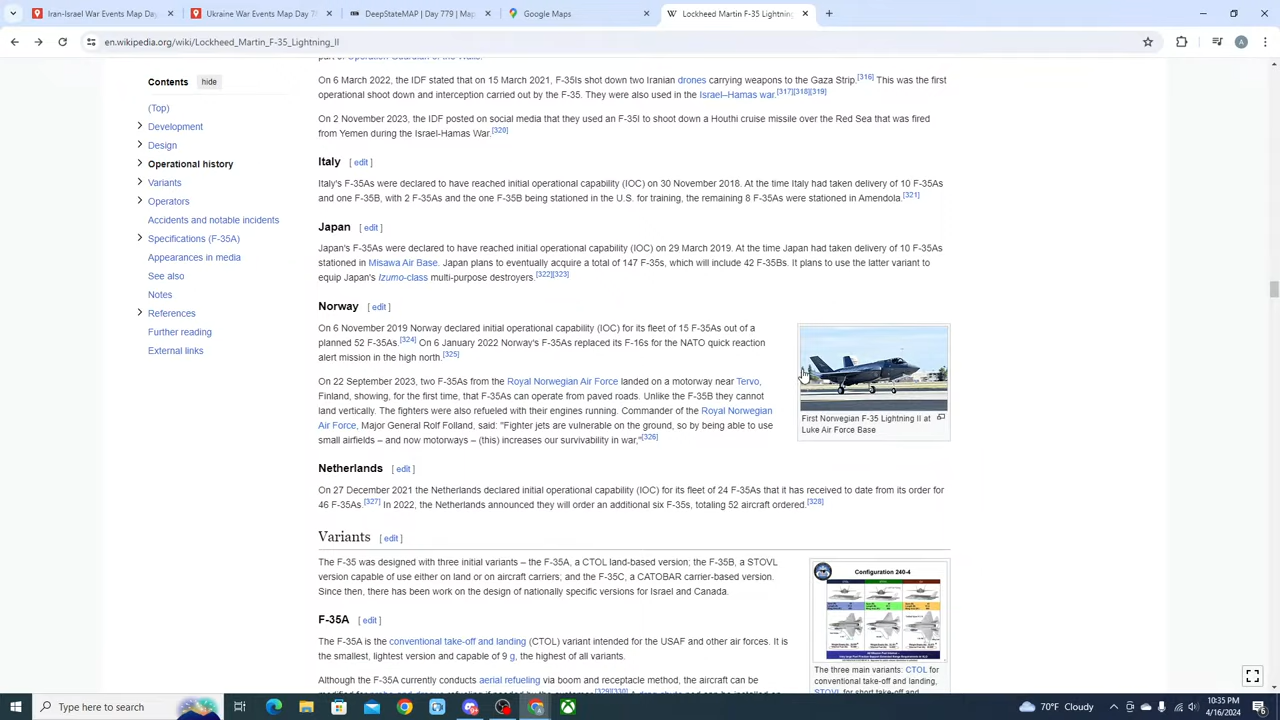 Iran-Israel War Maps Day
Ukraine War Maps Day 7
DeepStateMAP | Day 779 |
Google Maps
Lockheed Martin F-35 Lightnin
en.wikipedia.org/wiki/Lockheed_Martin_F-35_Lightning_II
Contents hide
(Top)
Development
Design
Operational history
Variants
Operators
Accidents and notable incidents
Specifications (F-35A)
Appearances in media
See also
Notes
References
Further reading
External links
On 6 March 2022, the IDF stated that on 15 March 2021, F-35Is shot down two Iranian drones carrying weapons to the Gaza Strip.[316] This was the first
operational shoot down and interception carried out by the F-35. They were also used in the Israel–Hamas war.[317][318][319]
On 2 November 2023, the IDF posted on social media that they used an F-35I to shoot down a Houthi cruise missile over the Red Sea that was fired
from Yemen during the Israel-Hamas War.[320]
Italy [ edit ]
Italy's F-35As were declared to have reached initial operational capability (IOC) on 30 November 2018. At the time Italy had taken delivery of 10 F-35As
and one F-35B, with 2 F-35As and the one F-35B being stationed in the U.S. for training, the remaining 8 F-35As were stationed in Amendola.[321]
Japan [ edit ]
Japan's F-35As were declared to have reached initial operational capability (IOC) on 29 March 2019. At the time Japan had taken delivery of 10 F-35As
stationed in Misawa Air Base. Japan plans to eventually acquire a total of 147 F-35s, which will include 42 F-35Bs. It plans to use the latter variant to
equip Japan's Izumo-class multi-purpose destroyers.[322][323]
Norway [ edit ]
On 6 November 2019 Norway declared initial operational capability (IOC) for its fleet of 15 F-35As out of a
planned 52 F-35As.[324] On 6 January 2022 Norway's F-35As replaced its F-16s for the NATO quick reaction
alert mission in the high north.[325]
On 22 September 2023, two F-35As from the Royal Norwegian Air Force landed on a motorway near Tervo,
Finland, showing, for the first time, that F-35As can operate from paved roads. Unlike the F-35B they cannot
land vertically. The fighters were also refueled with their engines running. Commander of the Royal Norwegian
Air Force, Major General Rolf Folland, said: "Fighter jets are vulnerable on the ground, so by being able to use
small airfields – and now motorways – (this) increases our survivability in war,"[326]
First Norwegian F-35 Lightning II at
Luke Air Force Base
Netherlands [ edit ]
On 27 December 2021 the Netherlands declared initial operational capability (IOC) for its fleet of 24 F-35As that it has received to date from its order for
46 F-35As.[327] In 2022, the Netherlands announced they will order an additional six F-35s, totaling 52 aircraft ordered.[328]
Variants [ edit ]
The F-35 was designed with three initial variants – the F-35A, a CTOL land-based version; the F-35B, a STOVL
version capable of use either on land or on aircraft carriers; and the F-35C, a CATOBAR carrier-based version.
Since then, there has been work on the design of nationally specific versions for Israel and Canada.
F-35A [ edit ]
The F-35A is the conventional take-off and landing (CTOL) variant intended for the USAF and other air forces. It is
the smallest, lightest version and capable of 9 g, the highest of all variants.
Although the F-35A currently conducts aerial refueling via boom and receptacle method, the aircraft can be
Configuration 240-4
The three main variants: CTOL for
conventional take-off and landing,
STOVL for short take-off and
Type here to search
70°F Cloudy
10:35 PM
4/16/2024